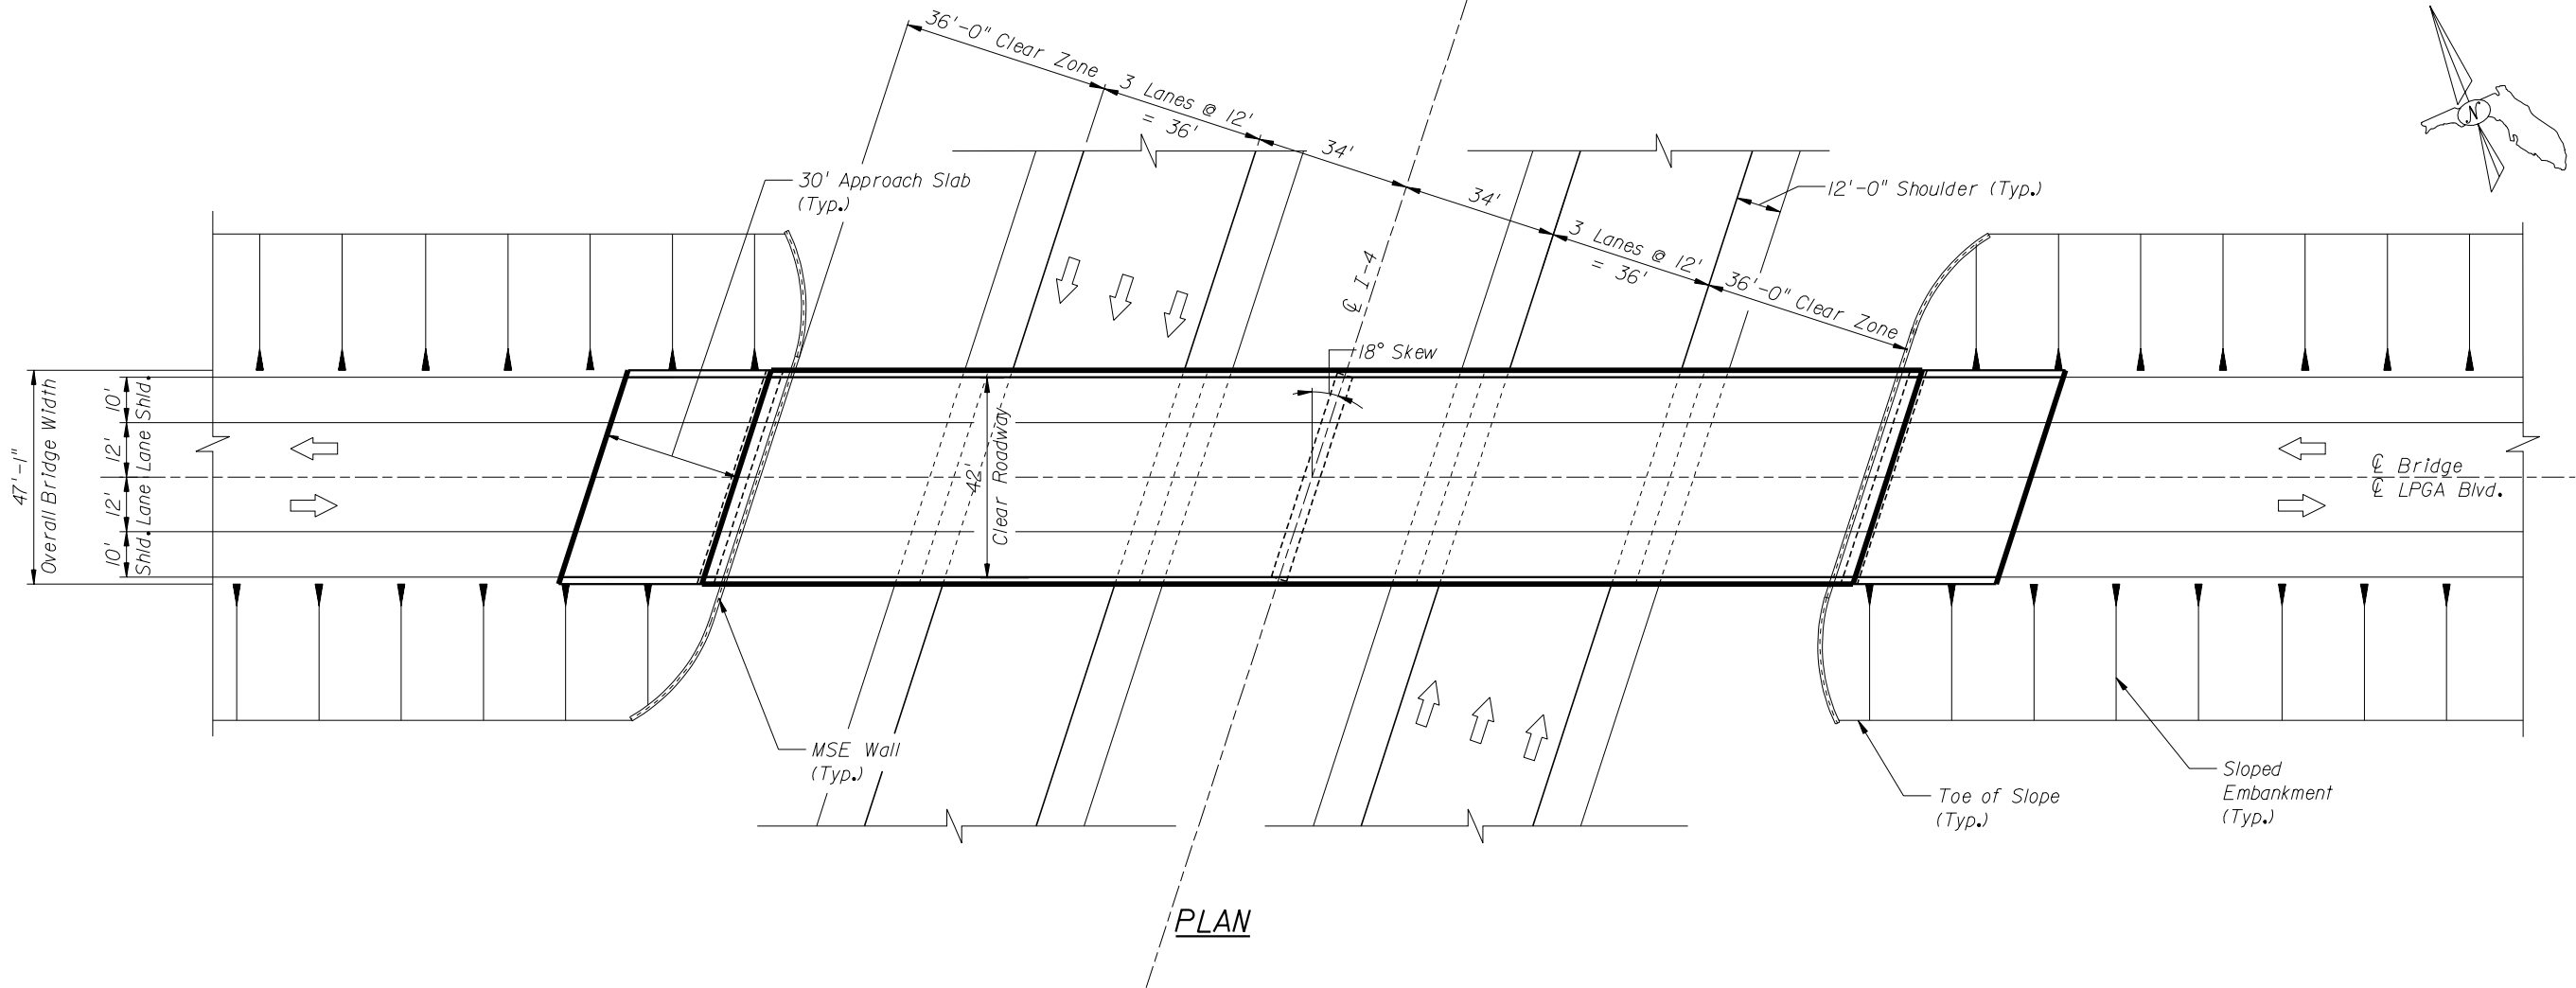 36'-0" Clear Zone
3 Lanes @ 12'
= 36'
34'
34'
3 Lanes @ 12'
= 36'
36'-0" Clear Zone
N
30' Approach Slab
(Typ.)
12'-0" Shoulder (Typ.)
℄ I-4
18° Skew
47'-1"
Overall Bridge Width
10'
Shld.
12'
Lane
12'
Lane
10'
Shld.
42'
Clear Roadway
℄ Bridge
℄ LPGA Blvd.
MSE Wall
(Typ.)
Toe of Slope
(Typ.)
Sloped
Embankment
(Typ.)
PLAN